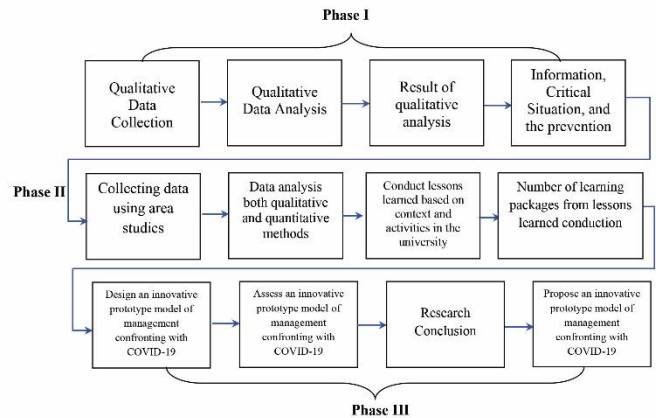 Phase I
Qualitative
Data
Collection
Qualitative
Data Analysis
Result of
qualitative
analysis
Information,
Critical
Situation, and
the prevention
Phase II
Collecting data
using area
studies
Data analysis
both qualitative
and quantitative
methods
Conduct lessons
learned based on
context and
activities in the
university
Number of learning
packages from lessons
learned conduction
Design an innovative
prototype model of
management
confronting with
COVID-19
Assess an innovative
prototype model of
management
confronting with
COVID-19
Research
Conclusion
Propose an innovative
prototype model of
management
confronting with
COVID-19
Phase III